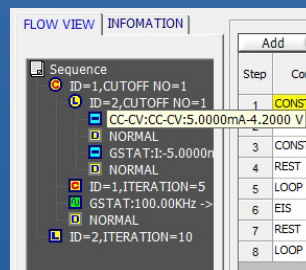 FLOW VIEW INFOMATION
Add
Sequence
ID=1,CUTOFF NO=1
ID=2,CUTOFF NO=1
CC-CV:CC-CV:5.0000mA-4.2000 V
NORMAL
GSTAT:I:-5.0000m
NORMAL
ID=1,ITERATION=5
GSTAT:100.00KHz ->
NORMAL
ID=2,ITERATION=10
Step Co
1 CONS
3 CONST
4 REST
5 LOOP
6 EIS
7 REST
8 LOOP